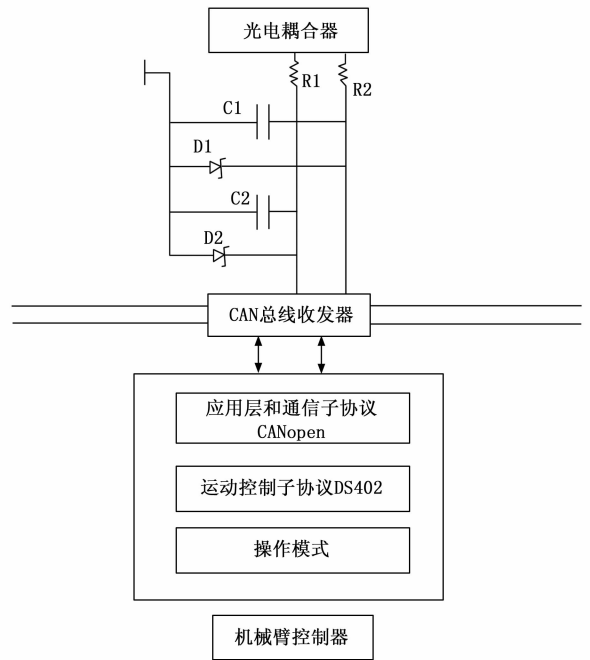 光电耦合器
R1
R2
C1
D1
C2
D2
CAN总线收发器
应用层和通信子协议
CANopen
运动控制子协议DS402
操作模式
机械臂控制器